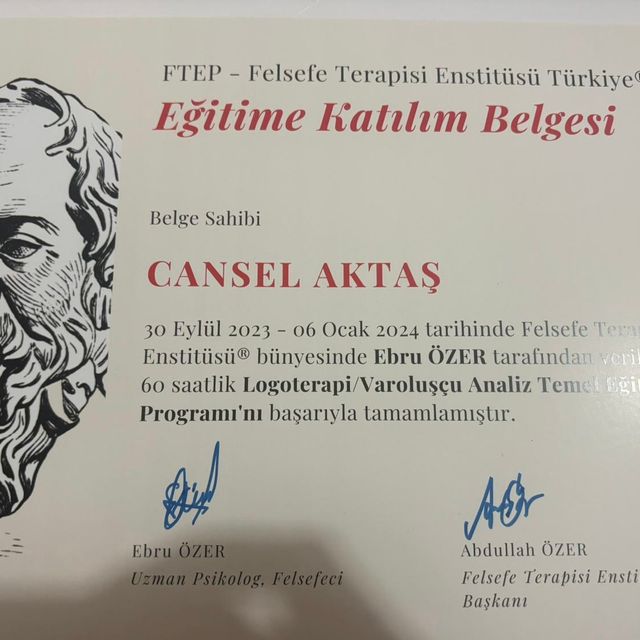 FTEP - Felsefe Terapisi Enstitüsü Türkiye®
Eğitime Katılım Belgesi
Belge Sahibi
CANSEL AKTAŞ
30 Eylül 2023 - 06 Ocak 2024 tarihinde Felsefe
Enstitüsü® bünyesinde Ebru ÖZER tarafından
60 saatlik Logoterapi/Varoluşçu Analiz Temel
Programı'nı başarıyla tamamlamıştır.
Ebru ÖZER
Uzman Psikolog, Felsefeci
Abdullah ÖZER
Felsefe Terapisi
Başkanı